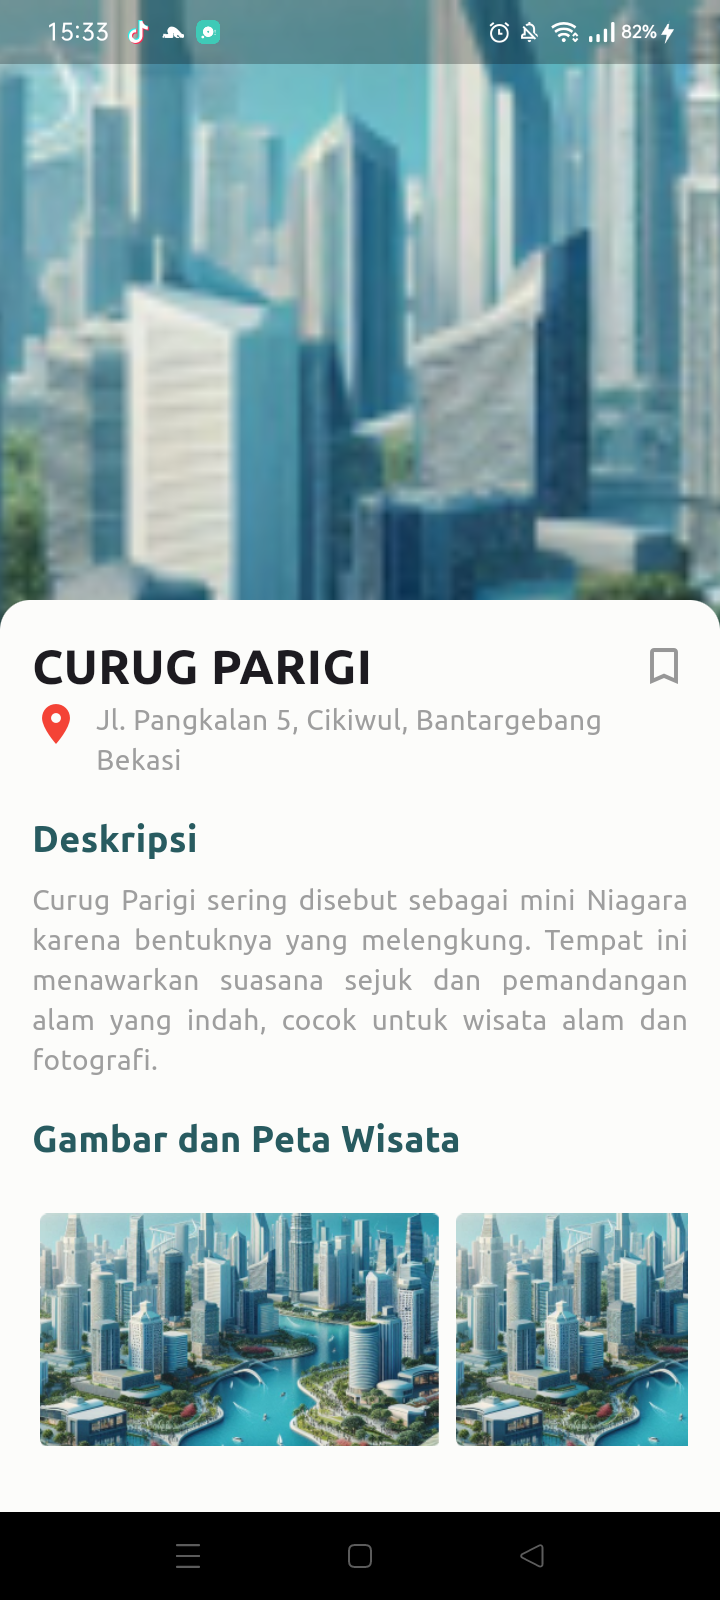 15:33
82%
CURUG PARIGI
Jl. Pangkalan 5, Cikiwul, Bantargebang
Bekasi
Deskripsi
Curug Parigi sering disebut sebagai mini Niagara
karena bentuknya yang melengkung. Tempat ini
menawarkan suasana sejuk dan pemandangan
alam yang indah, cocok untuk wisata alam dan
fotografi.
Gambar dan Peta Wisata